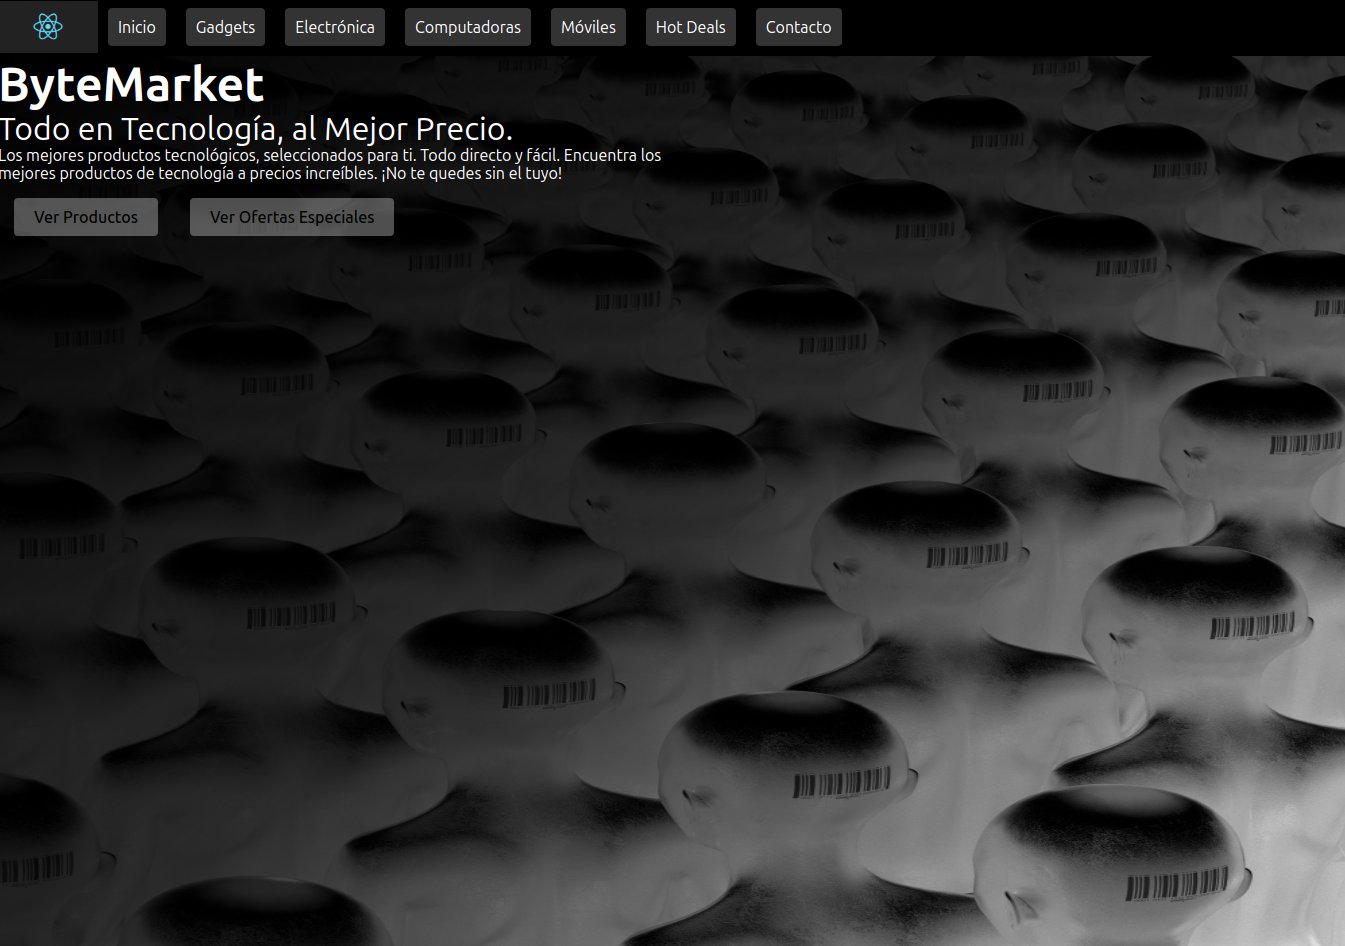 Inicio Gadgets Electrónica Computadoras Móviles Hot Deals Contacto
ByteMarket
Todo en Tecnología, al Mejor Precio.
Los mejores productos tecnológicos, seleccionados para ti. Todo directo y fácil. Encuentra los
mejores productos de tecnología a precios increíbles. ¡No te quedes sin el tuyo!
Ver Productos Ver Ofertas Especiales